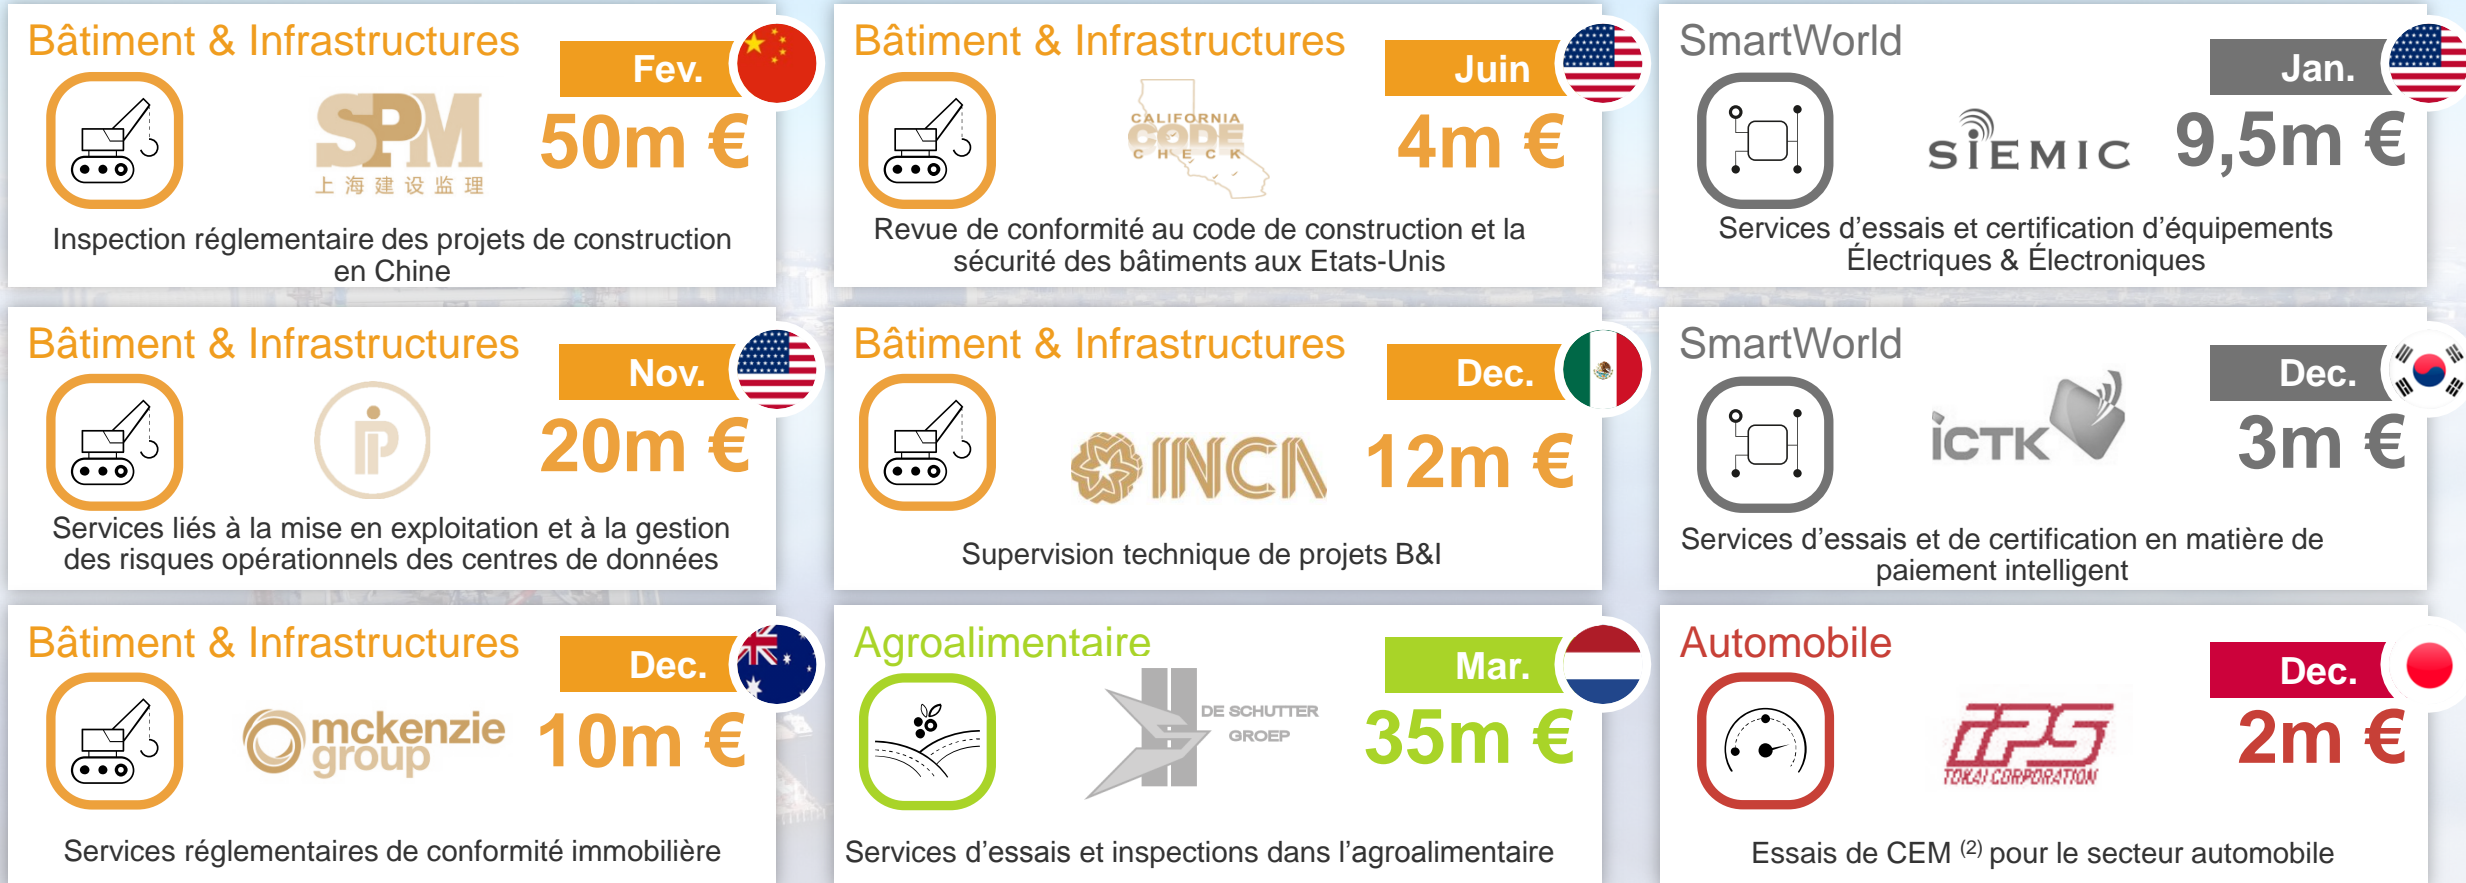 Bâtiment & Infrastructures
Fev.
SPM
上海建设监理
50m €
Inspection réglementaire des projets de construction
en Chine
Bâtiment & Infrastructures
Juin
CALIFORNIA
CODE
CHECK
4m €
Revue de conformité au code de construction et la
sécurité des bâtiments aux Etats-Unis
SmartWorld
Jan.
SIEMIC
9,5m €
Services d'essais et certification d'équipements
Électriques & Électroniques
Bâtiment & Infrastructures
Nov.
20m €
Services liés à la mise en exploitation et à la gestion
des risques opérationnels des centres de données
Bâtiment & Infrastructures
Dec.
INCA
12m €
Supervision technique de projets B&I
SmartWorld
Dec.
iCTK
3m €
Services d'essais et de certification en matière de
paiement intelligent
Bâtiment & Infrastructures
Dec.
mckenzie
group
10m €
Services réglementaires de conformité immobilière
Agroalimentaire
Mar.
DE SCHUTTER
GROEP
35m €
Services d'essais et inspections dans l'agroalimentaire
Automobile
Dec.
IPS
TOKAI CORPORATION
2m €
Essais de CEM (2) pour le secteur automobile